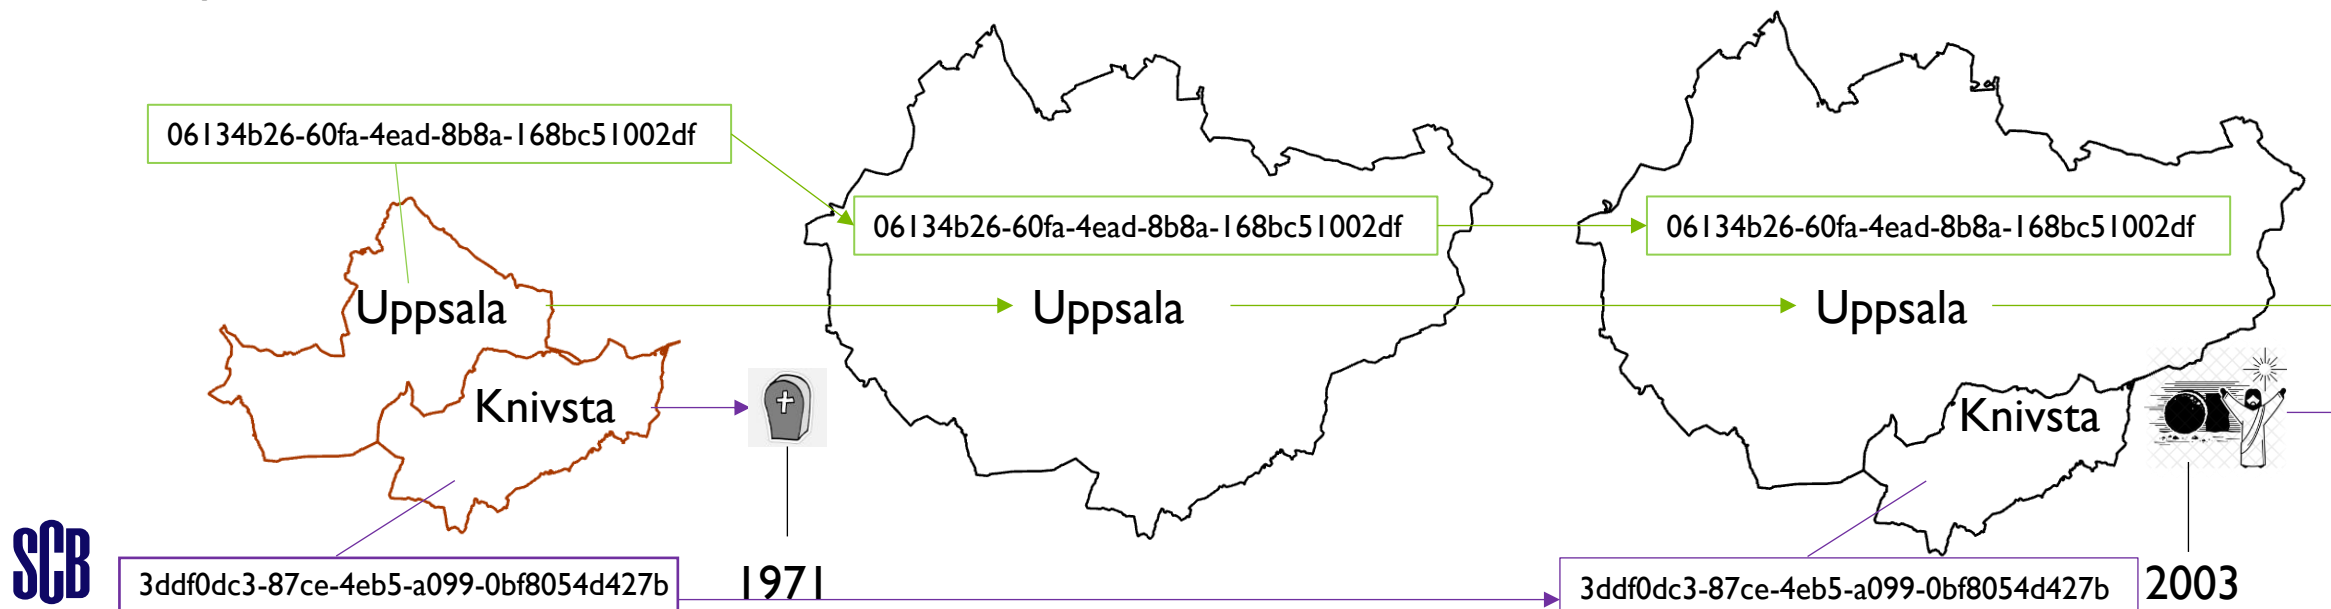 06134b26-60fa-4ead-8b8a-168bc51002df
06134b26-60fa-4ead-8b8a-168bc51002df
06134b26-60fa-4ead-8b8a-168bc51002df
Uppsala
Uppsala
Uppsala
Knivsta
Knivsta
SCB
3ddf0dc3-87ce-4eb5-a099-0bf8054d427b
1971
3ddf0dc3-87ce-4eb5-a099-0bf8054d427b
2003